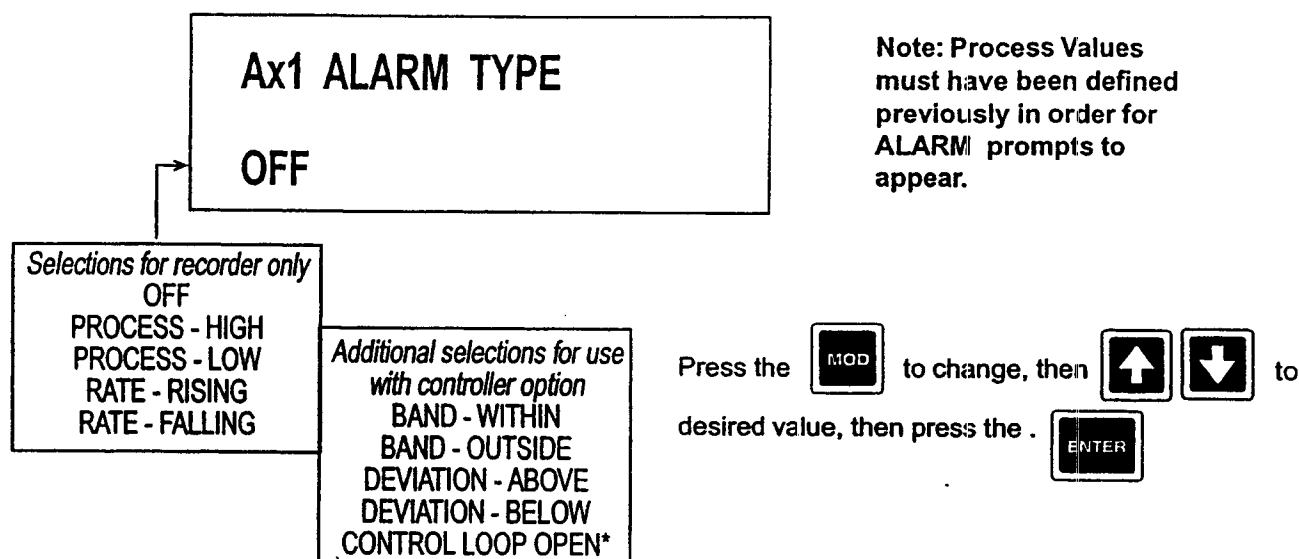 Ax1 ALARM TYPE
OFF
Note: Process Values
must have been defined
previously in order for
ALARM prompts to
appear.
Selections for recorder only
OFF
PROCESS - HIGH
PROCESS - LOW
RATE - RISING
RATE - FALLING
Additional selections for use
with controller option
BAND - WITHIN
BAND - OUTSIDE
DEVIATION - ABOVE
DEVIATION - BELOW
CONTROL LOOP OPEN*
Press the MOD to change, then to
desired value, then press the . ENTER